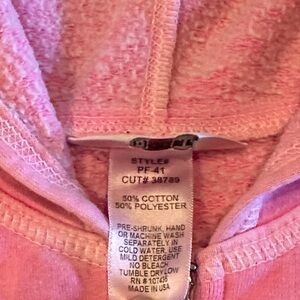 STYLE#
PF-41
CUT# 38789
50% COTTON
50% POLYESTER
PRE-SHRUNK, HAND
OR MACHINE WASH
SEPARATELY IN
COLD WATER, USE
MILD DETERGENT
NO BLEACH
TUMBLE DRY LOW
RN # 107435
MADE IN USA